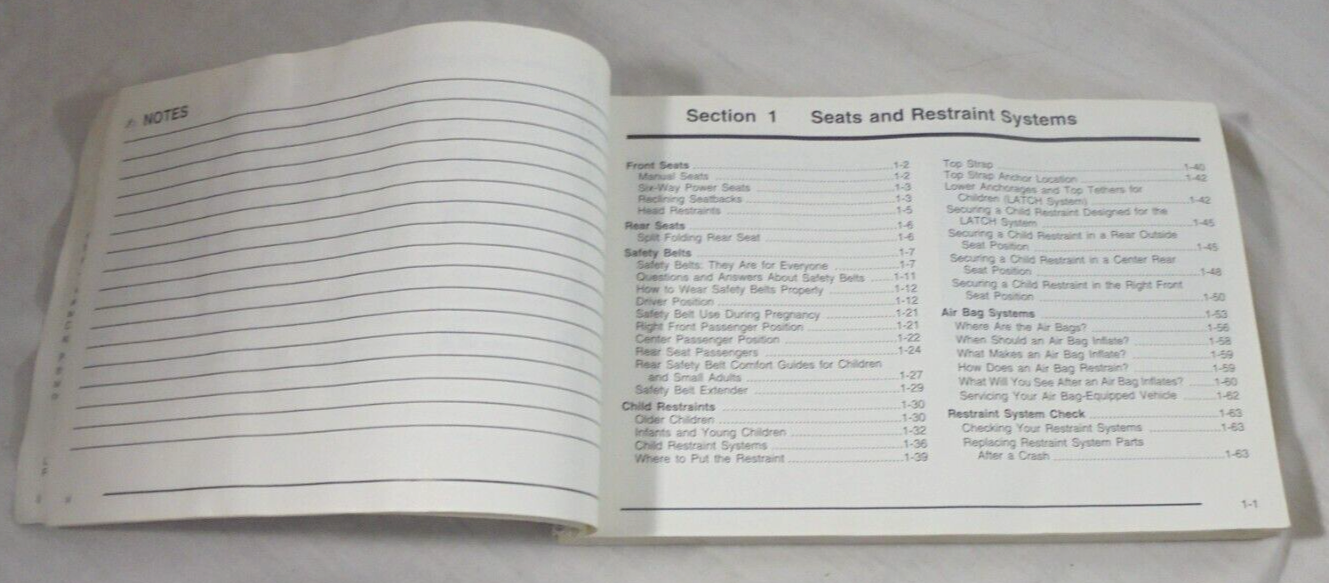 NOTES
Section 1 Seats and Restraint Systems
Front Seats 1-2
Manual Seats 1-2
Six-Way Power Seats 1-3
Reclining Seatbacks 1-3
Head Restraints 1-5
Rear Seats 1-6
Split Folding Rear Seat 1-6
Safety Belts 1-7
Safety Belts: They Are for Everyone 1-7
Questions and Answers About Safety Belts 1-11
How to Wear Safety Belts Properly 1-12
Driver Position 1-12
Safety Belt Use During Pregnancy 1-21
Right Front Passenger Position 1-21
Center Passenger Position 1-22
Rear Seat Passengers 1-24
Rear Safety Belt Comfort Guides for Children
and Small Adults 1-27
Safety Belt Extender 1-29
Child Restraints 1-30
Older Children 1-30
Infants and Young Children 1-32
Child Restraint Systems 1-36
Where to Put the Restraint 1-39
Top Strap 1-40
Top Strap Anchor Location 1-42
Lower Anchorages and Top Tethers for
Children (LATCH System) 1-42
Securing a Child Restraint Designed for the
LATCH System 1-45
Securing a Child Restraint in a Rear Outside
Seat Position 1-45
Securing a Child Restraint in a Center Rear
Seat Position 1-48
Securing a Child Restraint in the Right Front
Seat Position 1-50
Air Bag Systems 1-53
Where Are the Air Bags? 1-56
When Should an Air Bag Inflate? 1-58
What Makes an Air Bag Inflate? 1-59
How Does an Air Bag Restrain? 1-59
What Will You See After an Air Bag Inflates? 1-60
Servicing Your Air Bag-Equipped Vehicle 1-62
Restraint System Check 1-63
Checking Your Restraint Systems 1-63
Replacing Restraint System Parts
After a Crash 1-63
1-1